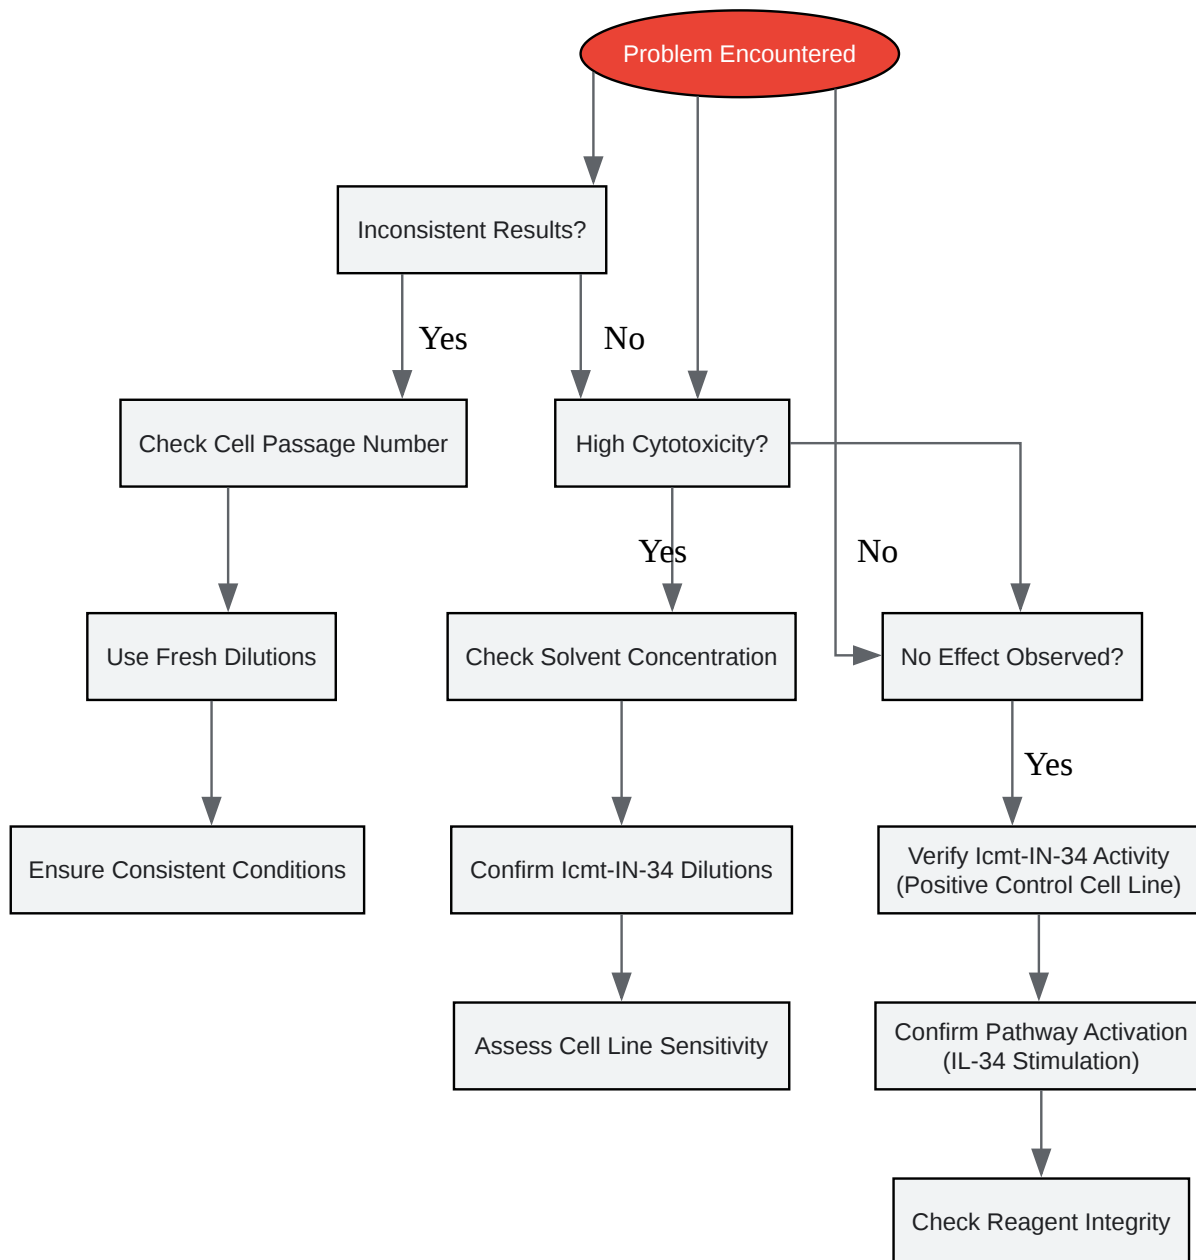 Problem Encountered
Inconsistent Results?
Yes
No
Check Cell Passage Number
High Cytotoxicity?
Yes
No
Use Fresh Dilutions
Check Solvent Concentration
No Effect Observed?
Yes
Ensure Consistent Conditions
Confirm Icmt-IN-34 Dilutions
Verify Icmt-IN-34 Activity
(Positive Control Cell Line)
Assess Cell Line Sensitivity
Confirm Pathway Activation
(IL-34 Stimulation)
Check Reagent Integrity